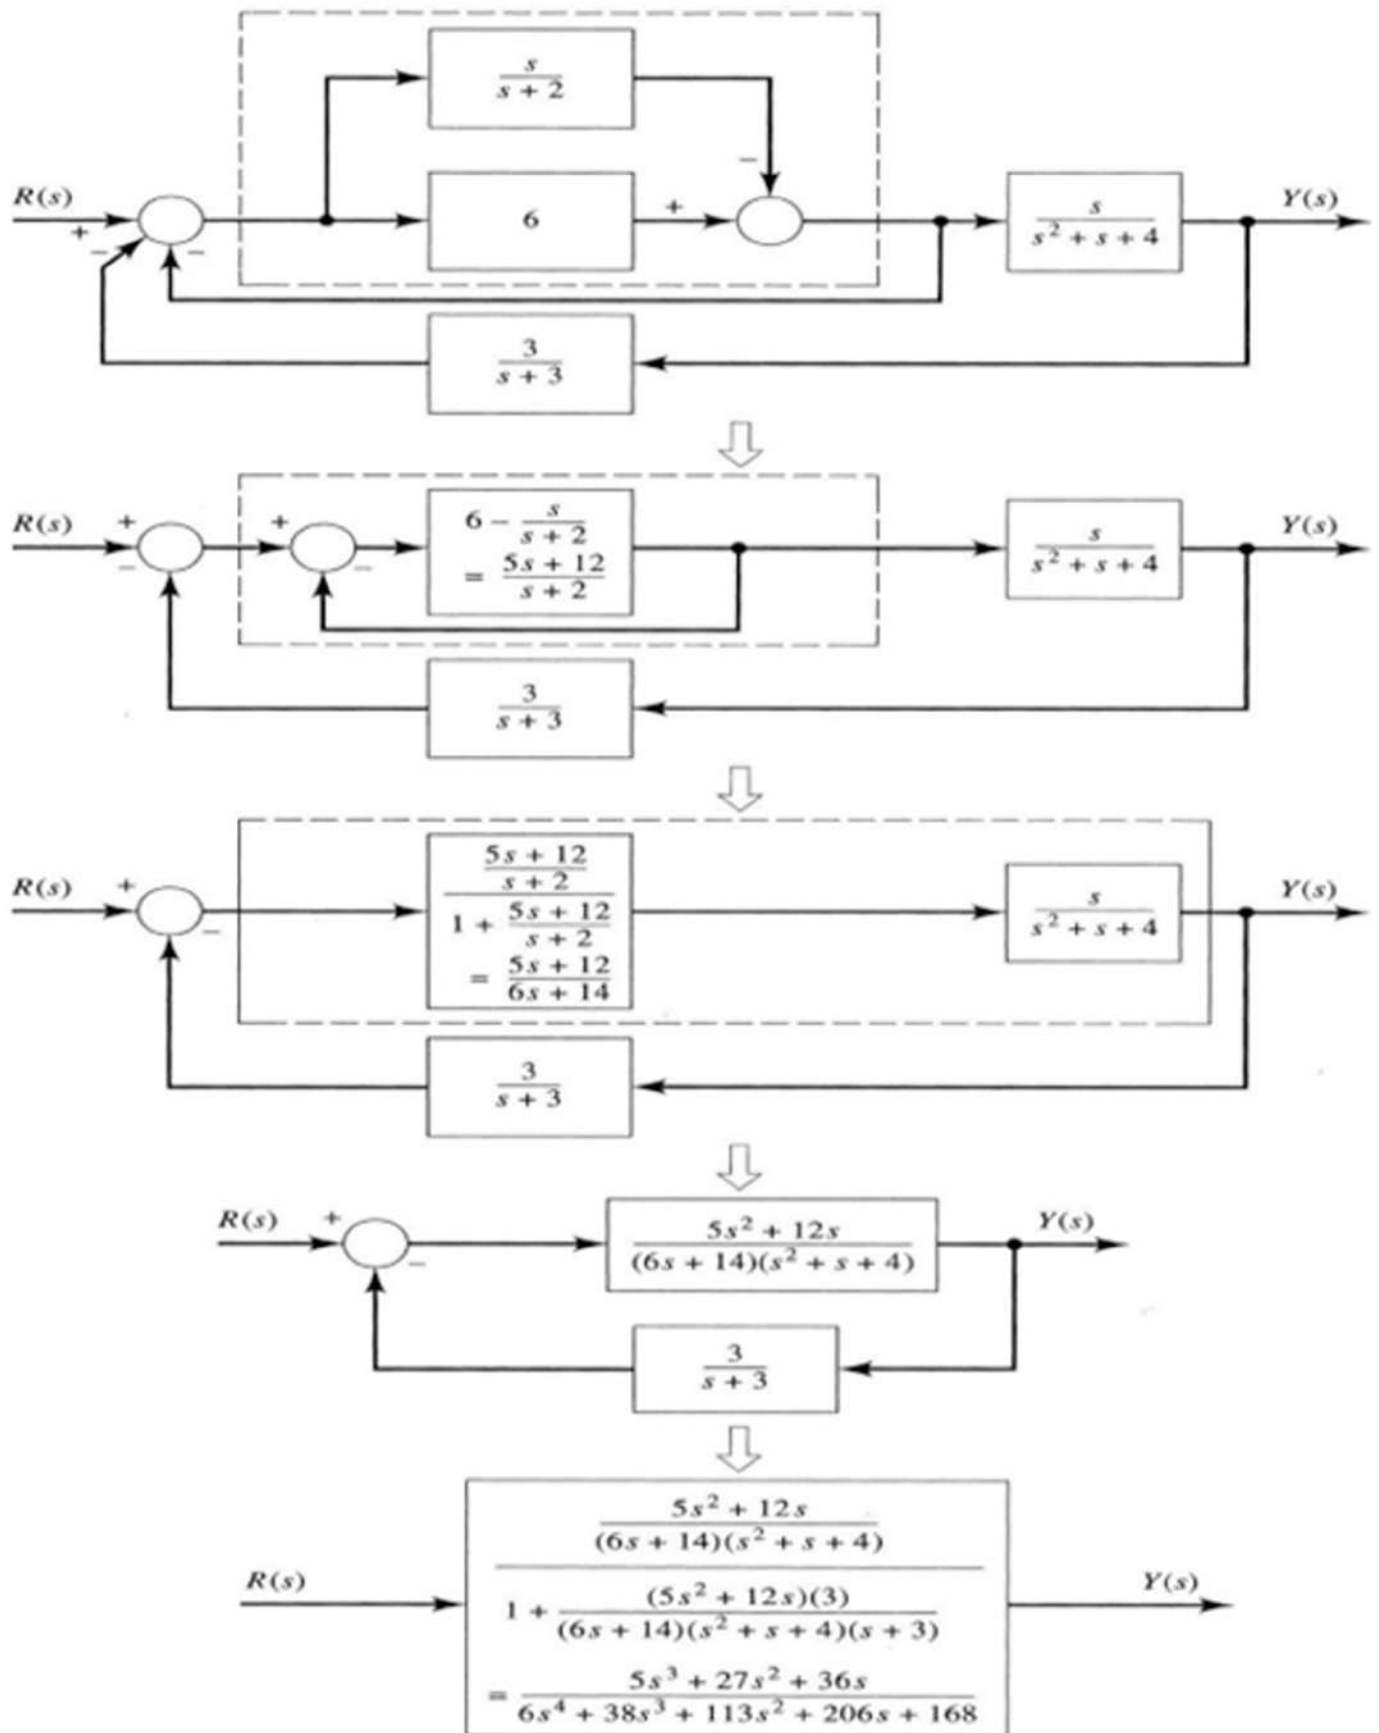 s
s + 2
−
R(s)
+
−
−
6
+
s
s² + s + 4
Y(s)
3
s + 3
R(s)
+
−
+
−
6 − s
s + 2
= 5s + 12
s + 2
s
s² + s + 4
Y(s)
3
s + 3
R(s)
+
−
5s + 12
s + 2
1 + 5s + 12
s + 2
= 5s + 12
6s + 14
s
s² + s + 4
Y(s)
3
s + 3
R(s)
+
−
5s² + 12s
(6s + 14)(s² + s + 4)
Y(s)
3
s + 3
R(s)
5s² + 12s
(6s + 14)(s² + s + 4)
1 + (5s² + 12s)(3)
(6s + 14)(s² + s + 4)(s + 3)
= 5s³ + 27s² + 36s
6s⁴ + 38s³ + 113s² + 206s + 168
Y(s)